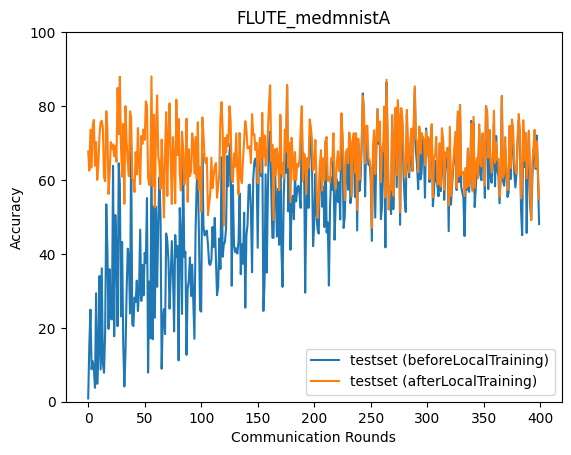 FLUTE_medmnistA
100
80
60
40
20
0
Accuracy
0 50 100 150 200 250 300 350 400
Communication Rounds
testset (beforeLocalTraining)
testset (afterLocalTraining)